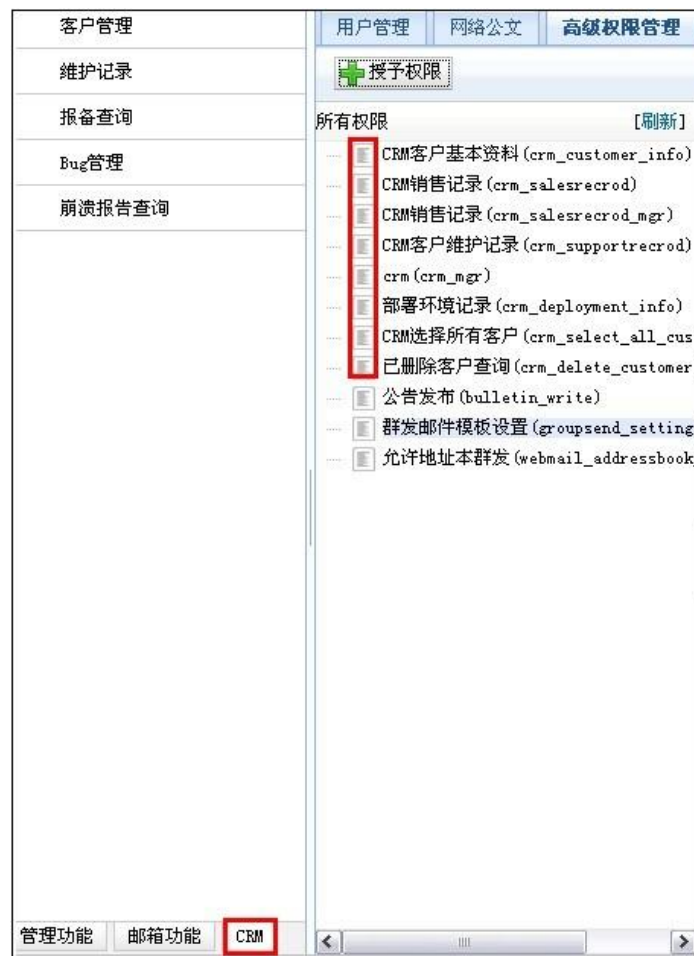 客户管理
维护记录
报备查询
Bug管理
崩溃报告查询
管理功能 邮箱功能 CRM
用户管理 网络公文 高级权限管理
授予权限
所有权限 [刷新]
CRM客户基本资料(crm_customer_info)
CRM销售记录(crm_salesrecrod)
CRM销售记录(crm_salesrecrod_mgr)
CRM客户维护记录(crm_supportrecrod)
crm(crm_mgr)
部署环境记录(crm_deployment_info)
CRM选择所有客户(crm_select_all_cus
已删除客户查询(crm_delete_customer
公告发布(bulletin_write)
群发邮件模板设置(groupsend_setting
允许地址本群发(webmail_addressbook